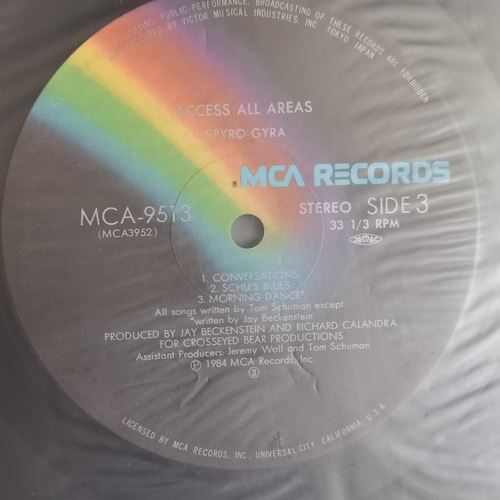 COPYING, PUBLIC PERFORMANCE, BROADCASTING OF THESE RECORDS ARE FORBIDDEN
MANUFACTURED BY VICTOR MUSICAL INDUSTRIES, INC. TOKYO JAPAN
ACCESS ALL AREAS
SPYRO GYRA
MCA RECORDS
MCA-9513
(MCA3952)
STEREO SIDE 3
33 1/3 RPM
JASRAC
1. CONVERSATIONS
2. SCHU'S BLUES
3. MORNING DANCE*
All songs written by Tom Schuman except
*written by Jay Beckenstein
PRODUCED BY JAY BECKENSTEIN AND RICHARD CALANDRA
FOR CROSSEYED BEAR PRODUCTIONS
Assistant Producers: Jeremy Wall and Tom Schuman
Ⓟ 1984 MCA Records, Inc.
③
LICENSED BY MCA RECORDS, INC., UNIVERSAL CITY, CALIFORNIA, U.S.A